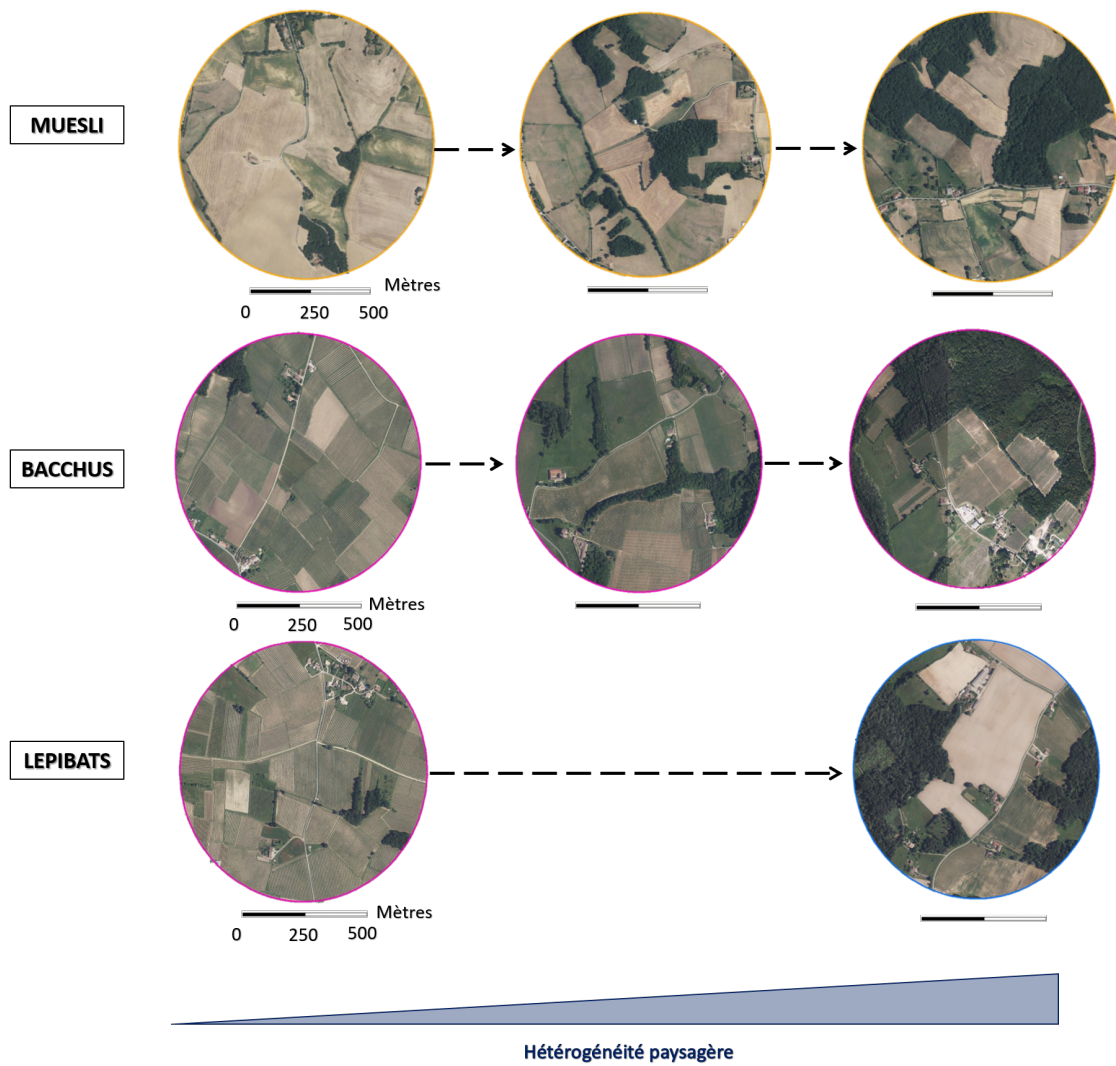 MUESLI
Mètres
0 250 500
BACCHUS
Mètres
0 250 500
LEPIBATS
Mètres
0 250 500
Hétérogénéité paysagère